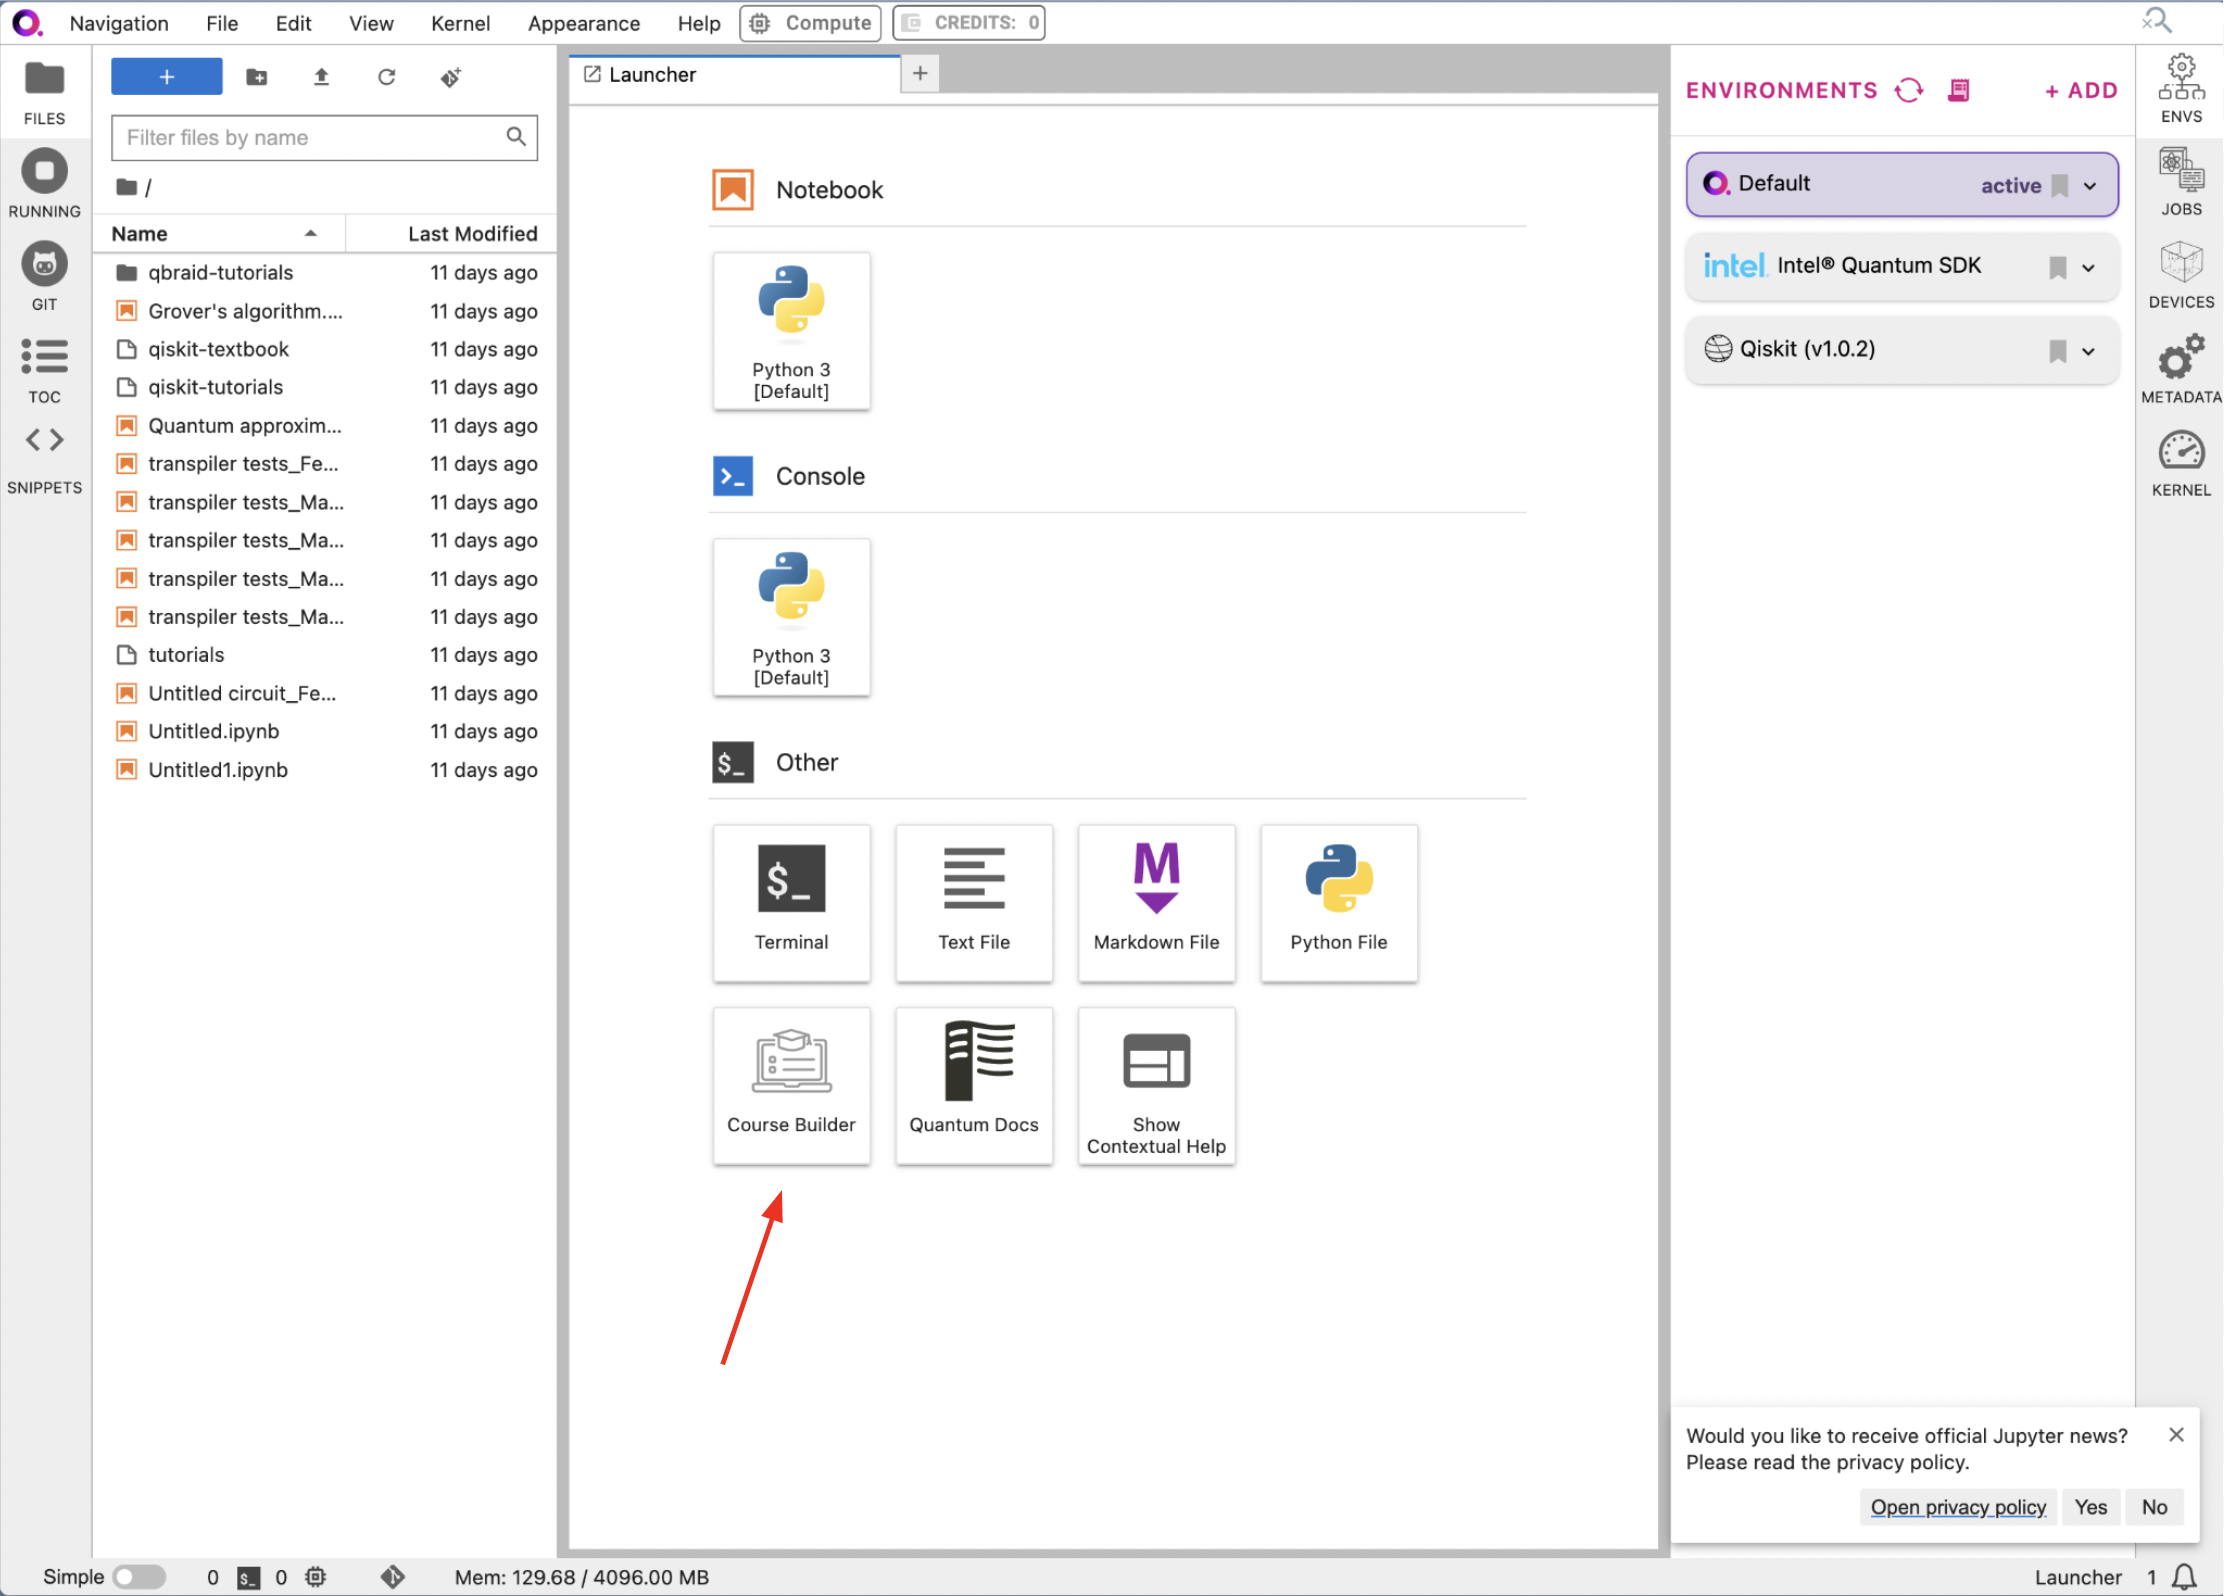 Navigation File Edit View Kernel Appearance Help Compute CREDITS: 0
FILES
RUNNING
GIT
TOC
SNIPPETS
+
Filter files by name
/
Name Last Modified
qbraid-tutorials 11 days ago
Grover's algorithm.... 11 days ago
qiskit-textbook 11 days ago
qiskit-tutorials 11 days ago
Quantum approxim... 11 days ago
transpiler tests_Fe... 11 days ago
transpiler tests_Ma... 11 days ago
transpiler tests_Ma... 11 days ago
transpiler tests_Ma... 11 days ago
transpiler tests_Ma... 11 days ago
tutorials 11 days ago
Untitled circuit_Fe... 11 days ago
Untitled.ipynb 11 days ago
Untitled1.ipynb 11 days ago
Launcher +
Notebook
Python 3
[Default]
>_ Console
Python 3
[Default]
$_ Other
$_
Terminal
Text File
M
Markdown File
Python File
Course Builder
Quantum Docs
Show
Contextual Help
ENVIRONMENTS + ADD
Default active
intel. Intel® Quantum SDK
Qiskit (v1.0.2)
ENVS
JOBS
DEVICES
METADATA
KERNEL
Would you like to receive official Jupyter news?
Please read the privacy policy.
Open privacy policy Yes No
Simple 0 $_ 0 Mem: 129.68 / 4096.00 MB Launcher 1